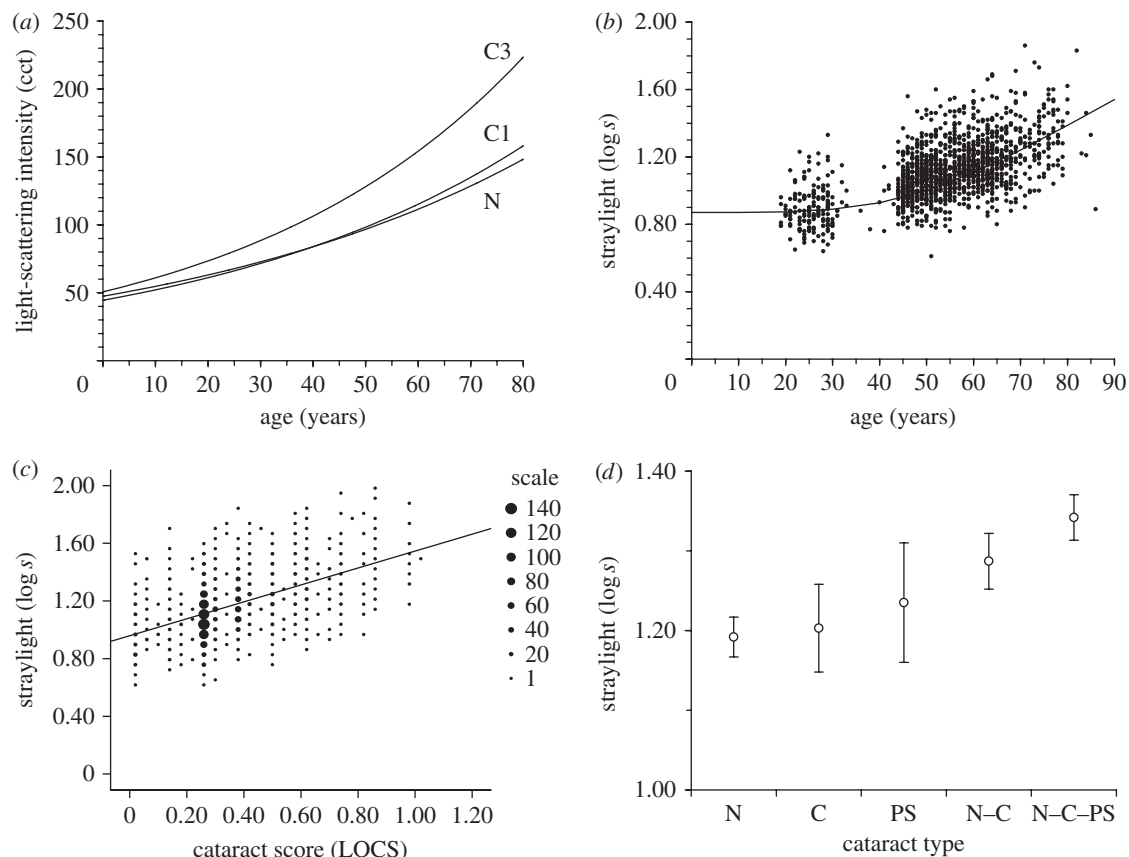 (a)
250
200
150
100
50
0
light-scattering intensity (cct)
C3
C1
N
10 20 30 40 50 60 70 80
age (years)
(b)
2.00
1.60
1.20
0.80
0.40
0
straylight (log s)
10 20 30 40 50 60 70 80 90
age (years)
(c)
2.00
1.60
1.20
0.80
0.40
0
straylight (log s)
scale
140
120
100
80
60
40
20
1
0 0.20 0.40 0.60 0.80 1.00 1.20
cataract score (LOCS)
(d)
1.40
1.20
1.00
straylight (log s)
N C PS N–C N–C–PS
cataract type